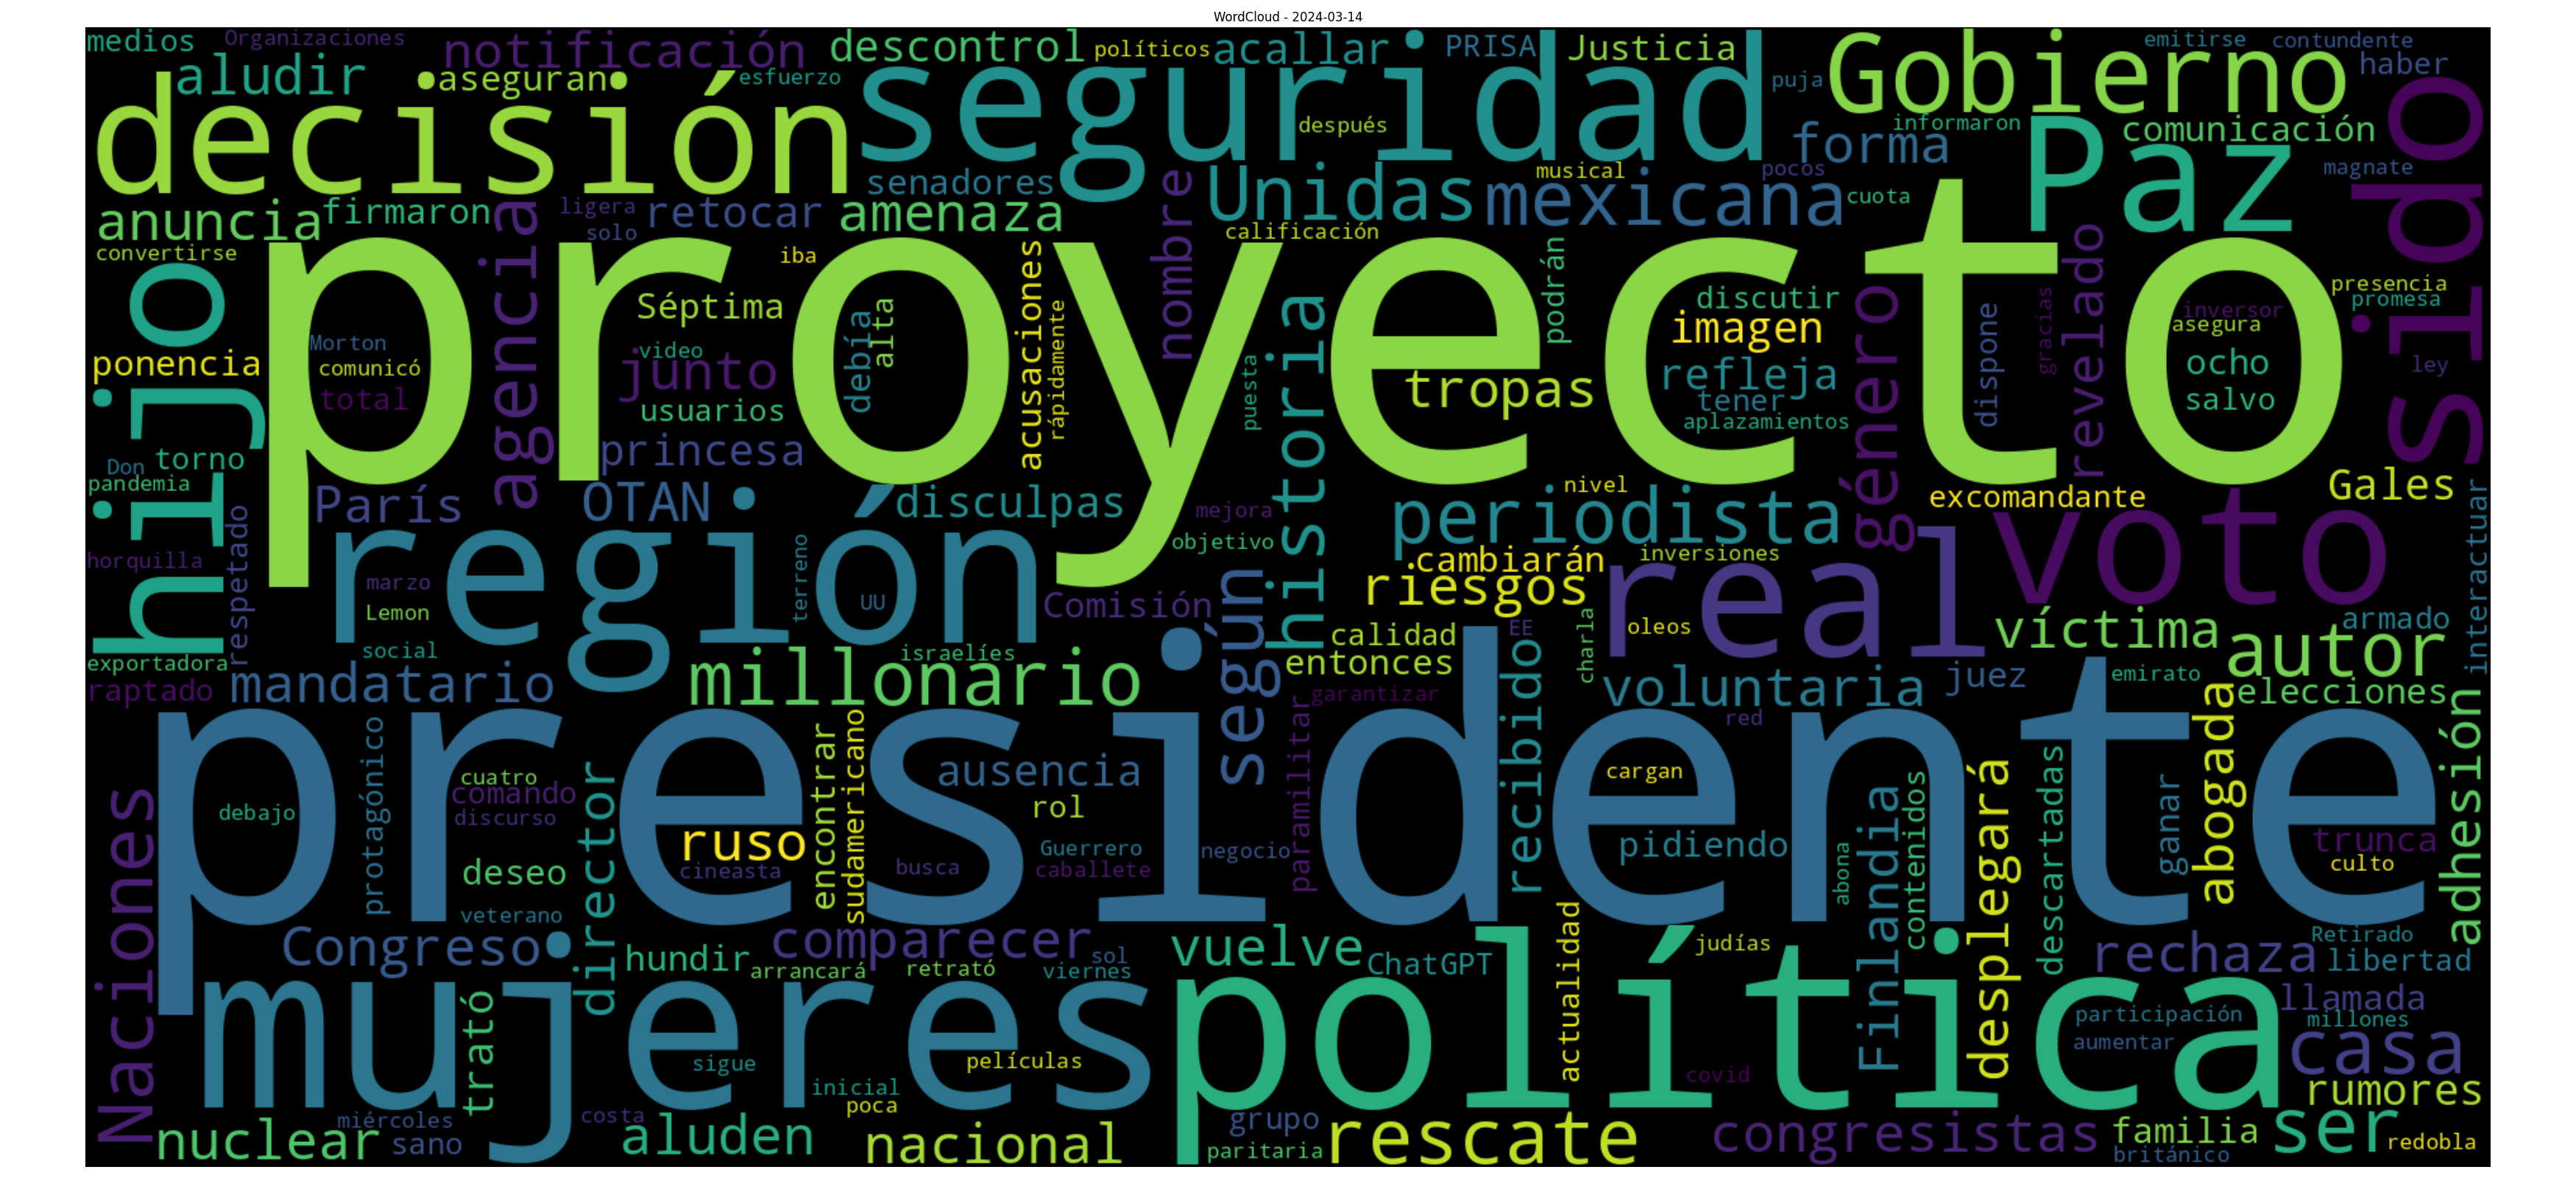 WordCloud - 2024-03-14
medios
Organizaciones
notificación
descontrol
políticos
acallar
PRISA
Justicia
Gobierno
emitirse
contundente
aludir
aseguran
esfuerzo
seguridad
puja
haber
decisión
después
informaron
forma
Paz
comunicación
sido
senadores
nombre
Unidas
musical
mexicana
pocos
cuota
magnate
anuncia
firmaron
agencia
ligera
solo
retocar
amenaza
calificación
convertirse
hijo
proyecto
iba
acusaciones
podrán
Séptima
debía
alta
rápidamente
historia
discutir
imagen
género
dispone
gracias
revelado
presencia
promesa
inversor
asegura
Morton
comunicó
total
ponencia
video
junto
usuarios
puesta
tropas
refleja
tener
aplazamientos
ocho
salvo
ley
princesa
Don
torno
pandemia
París
OTAN
disculpas
mejora
objetivo
nivel
periodista
excomandante
Gales
horquilla
respetado
región
marzo
Lemon
UU
terreno
Comisión
según
cambiarán
riesgos
inversiones
real
voto
interactuar
exportadora
social
israelíes
calidad
entonces
EE
charla
oleos
víctima
armado
autor
raptado
mandatario
millonario
garantizar
paramilitar
recibido
voluntaria
juez
emirato
elecciones
presidente
red
abogada
adhesión
Naciones
protagónico
cuatro
comando
discurso
director
encontrar
sudamericano
ausencia
rol
cargan
Finlandia
contenidos
desplegará
descartadas
ganar
debajo
deseo
ruso
cineasta
busca
Guerrero
caballete
negocio
pidiendo
abona
trunca
culto
veterano
Congreso
hundir
arrancará
comparecer
retrató
sol
viernes
vuelve
ChatGPT
actualidad
judías
rechaza
Retirado
libertad
mujeres
trató
política
llamada
participación
millones
aumentar
casa
sigue
películas
inicial
poca
covid
rumores
nuclear
miércoles
sano
costa
aluden
nacional
grupo
paritaria
rescate
congresistas
familia
británico
ser
redobla